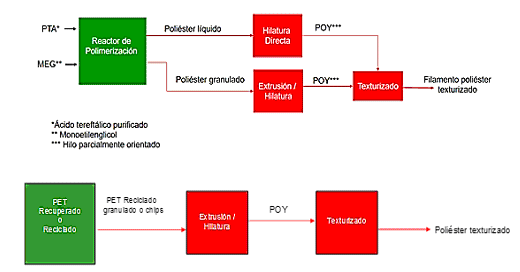 PTA*
MEG**
Reactor de
Polimerización
Poliéster líquido
Poliéster granulado
Hilatura
Directa
Extrusión /
Hilatura
POY***
POY***
Texturizado
Filamento poliéster
texturizado
*Ácido tereftálico purificado
** Monoetilenglicol
*** Hilo parcialmente orientado
PET
Recuperado
o
Reciclado
PET Reciclado
granulado o chips
Extrusión /
Hilatura
POY
Texturizado
Poliéster texturizado